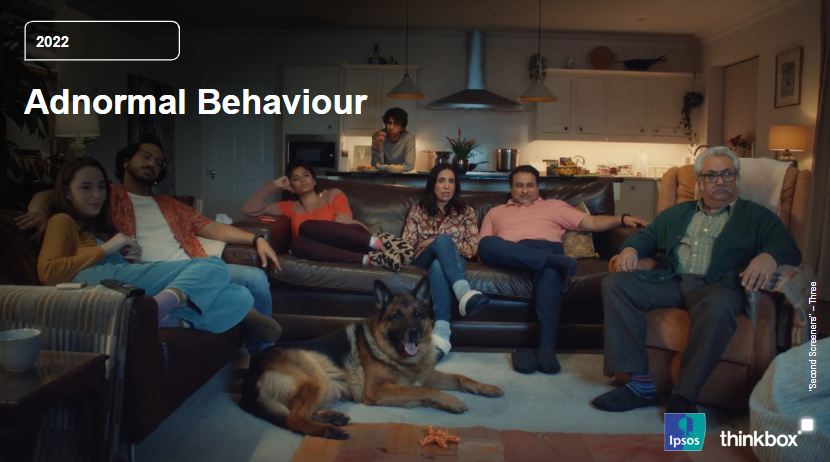 2022
Adnormal Behaviour
"Second Screeners" – Three
Ipsos
thinkbox